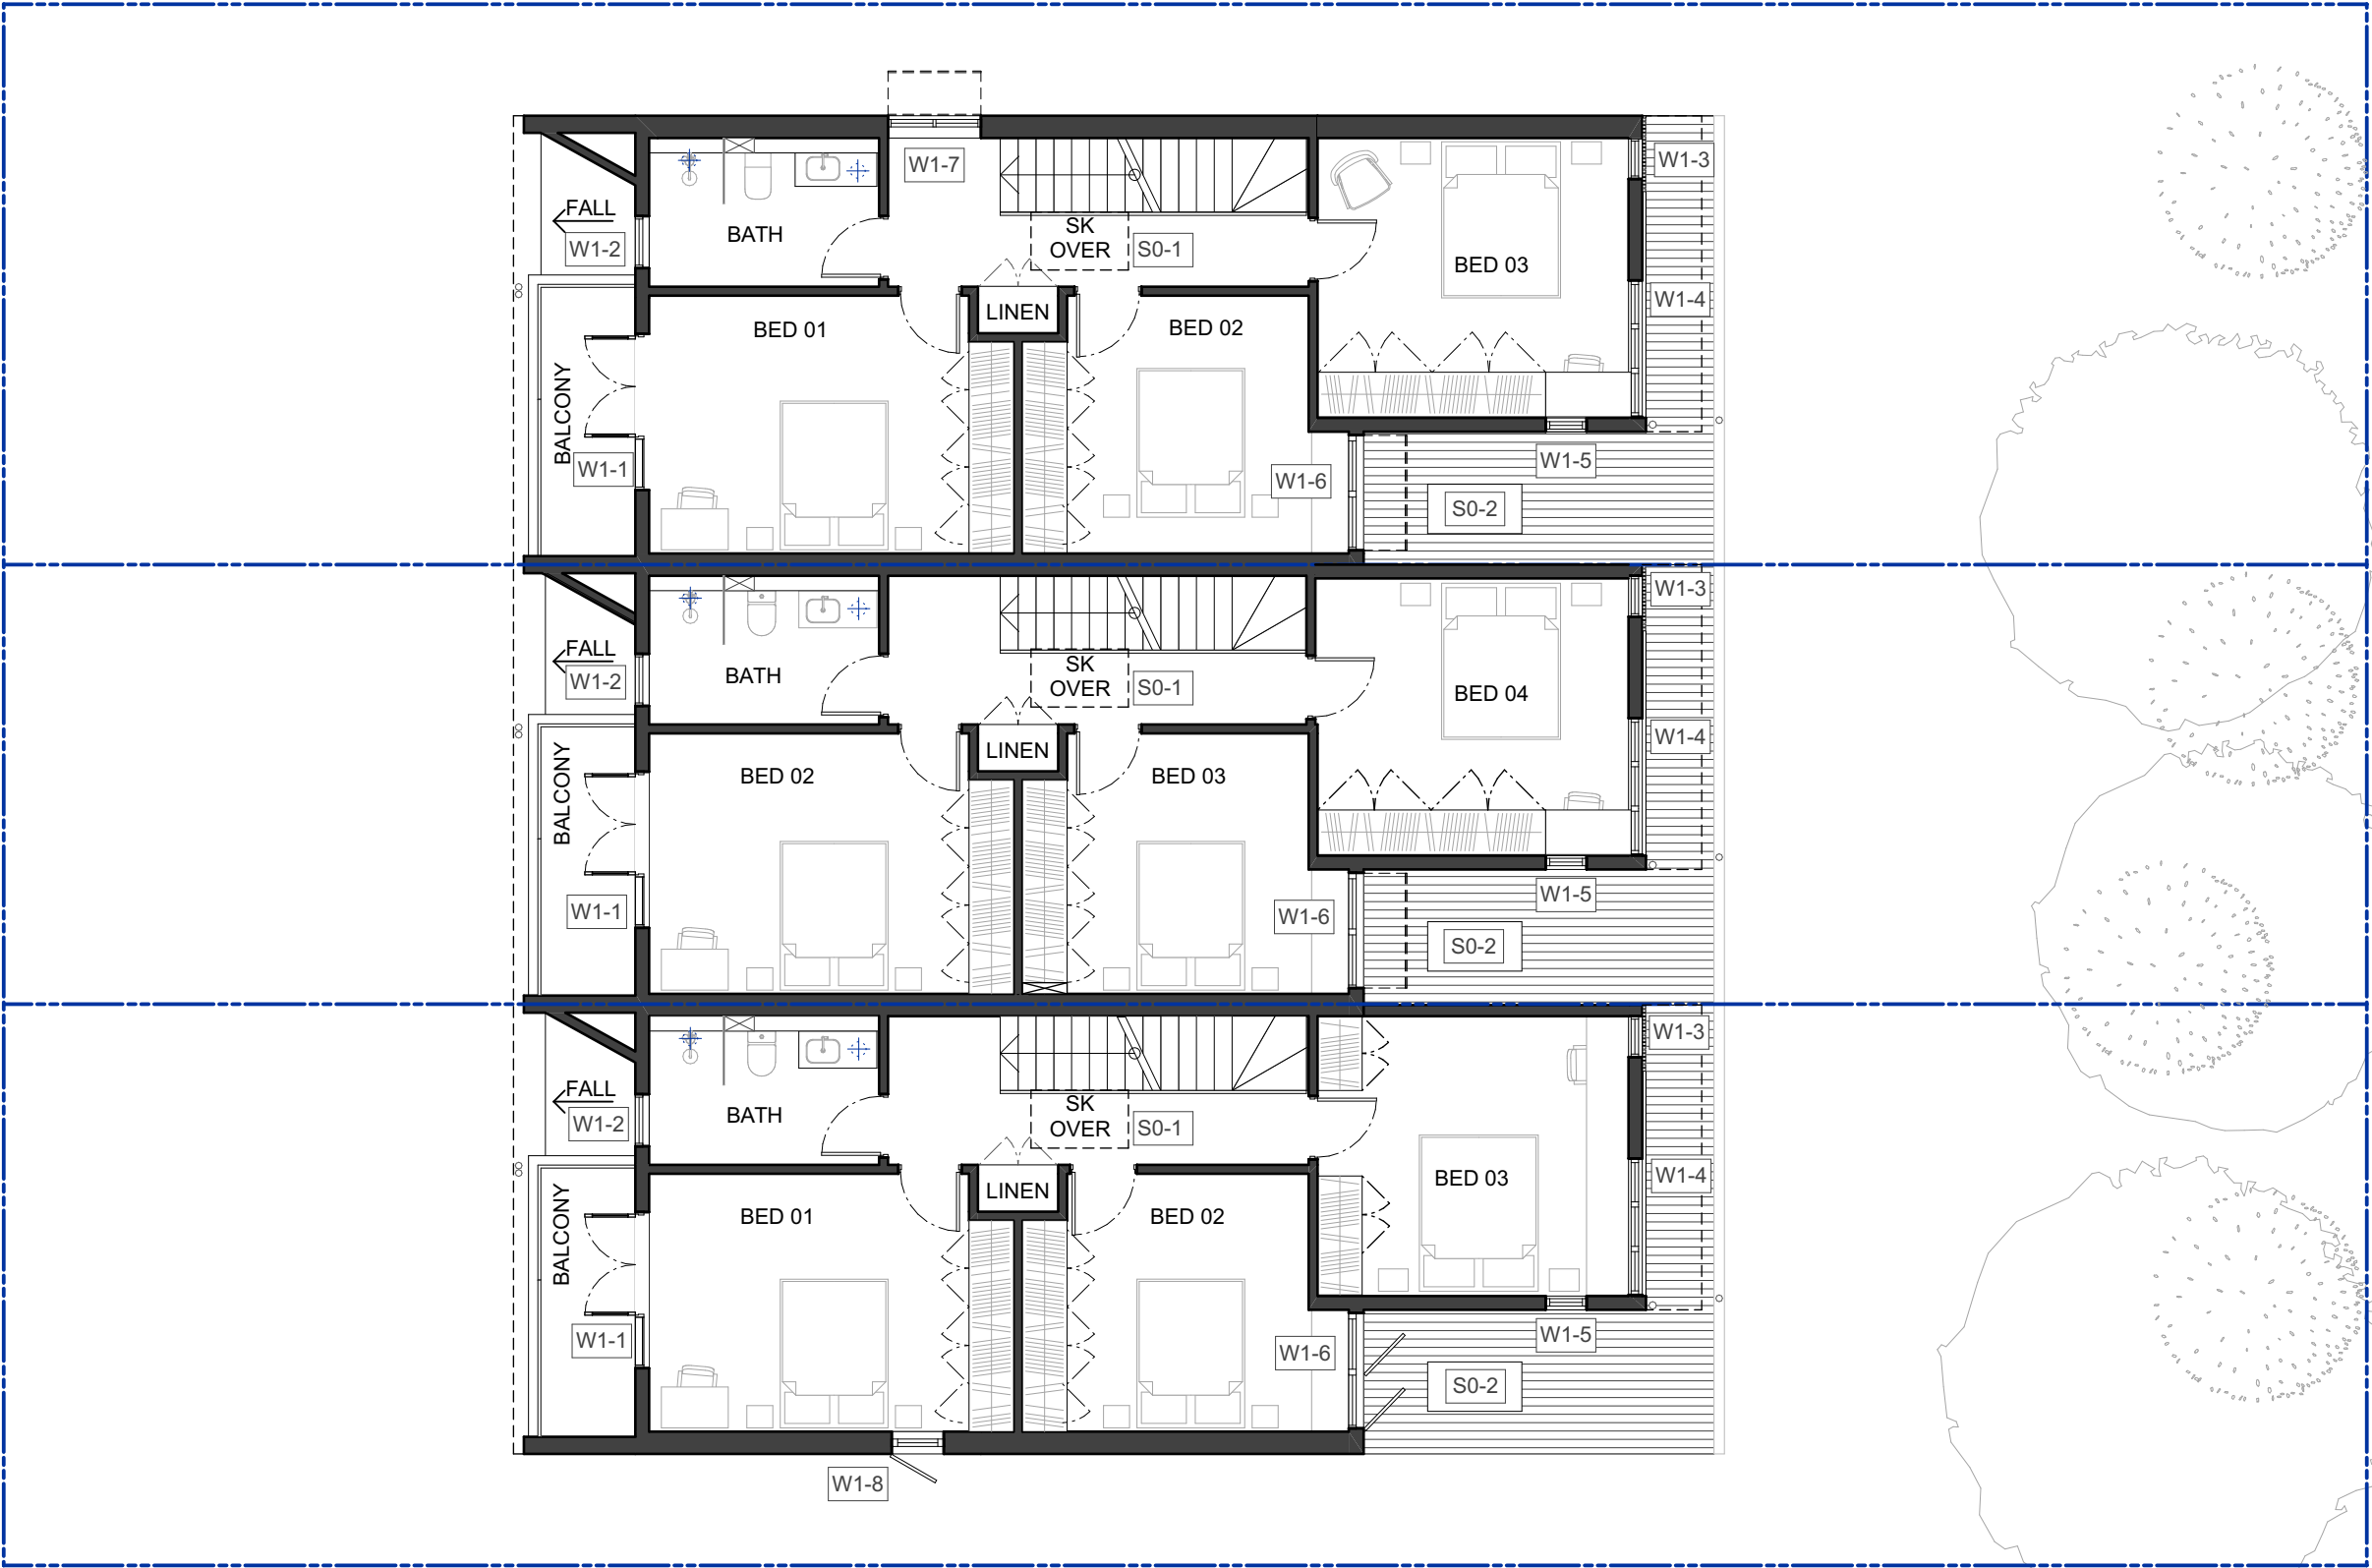 W1-7
W1-3
FALL
W1-2
BATH
SK
OVER
S0-1
BED 03
W1-4
LINEN
BED 01
BED 02
BALCONY
W1-1
W1-6
W1-5
S0-2
W1-3
FALL
W1-2
BATH
SK
OVER
S0-1
BED 04
W1-4
LINEN
BED 02
BED 03
BALCONY
W1-1
W1-6
W1-5
S0-2
W1-3
FALL
W1-2
BATH
SK
OVER
S0-1
BED 03
W1-4
LINEN
BED 01
BED 02
BALCONY
W1-1
W1-6
W1-5
S0-2
W1-8